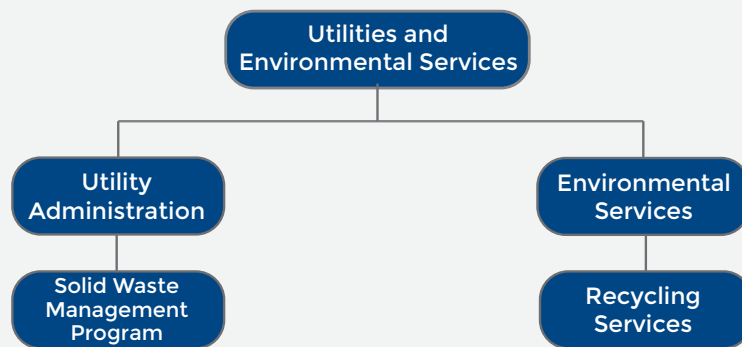 Utilities and
Environmental Services
Utility
Administration
Environmental
Services
Solid Waste
Management
Program
Recycling
Services